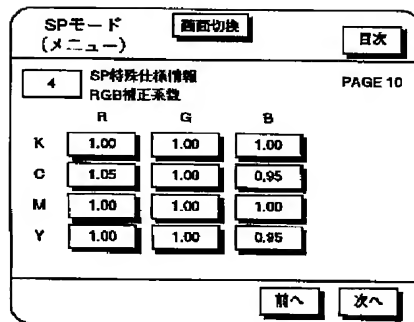 SPモード
(メニュー)
画面切換
目次
4
SP特殊仕様情報
RGB補正系数
PAGE 10
R G B
K 1.00 1.00 1.00
C 1.05 1.00 0.95
M 1.00 1.00 1.00
Y 1.00 1.00 0.95
前へ 次へ